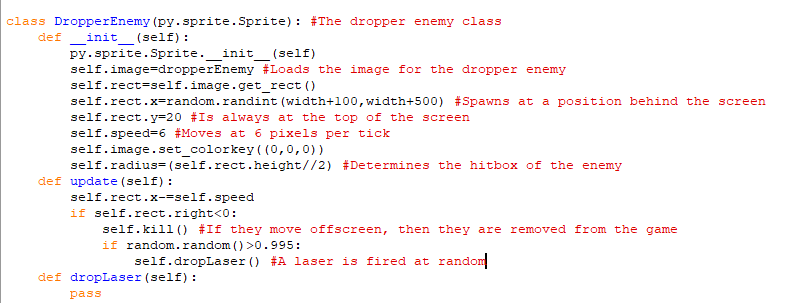 class DropperEnemy(py.sprite.Sprite): #The dropper enemy class
    def __init__(self):
        py.sprite.Sprite.__init__(self)
        self.image=dropperEnemy #Loads the image for the dropper enemy
        self.rect=self.image.get_rect()
        self.rect.x=random.randint(width+100,width+500) #Spawns at a position behind the screen
        self.rect.y=20 #Is always at the top of the screen
        self.speed=6 #Moves at 6 pixels per tick
        self.image.set_colorkey((0,0,0))
        self.radius=(self.rect.height//2) #Determines the hitbox of the enemy
    def update(self):
        self.rect.x-=self.speed
        if self.rect.right<0:
            self.kill() #If they move offscreen, then they are removed from the game
            if random.random()>0.995:
                self.dropLaser() #A laser is fired at random
    def dropLaser(self):
        pass